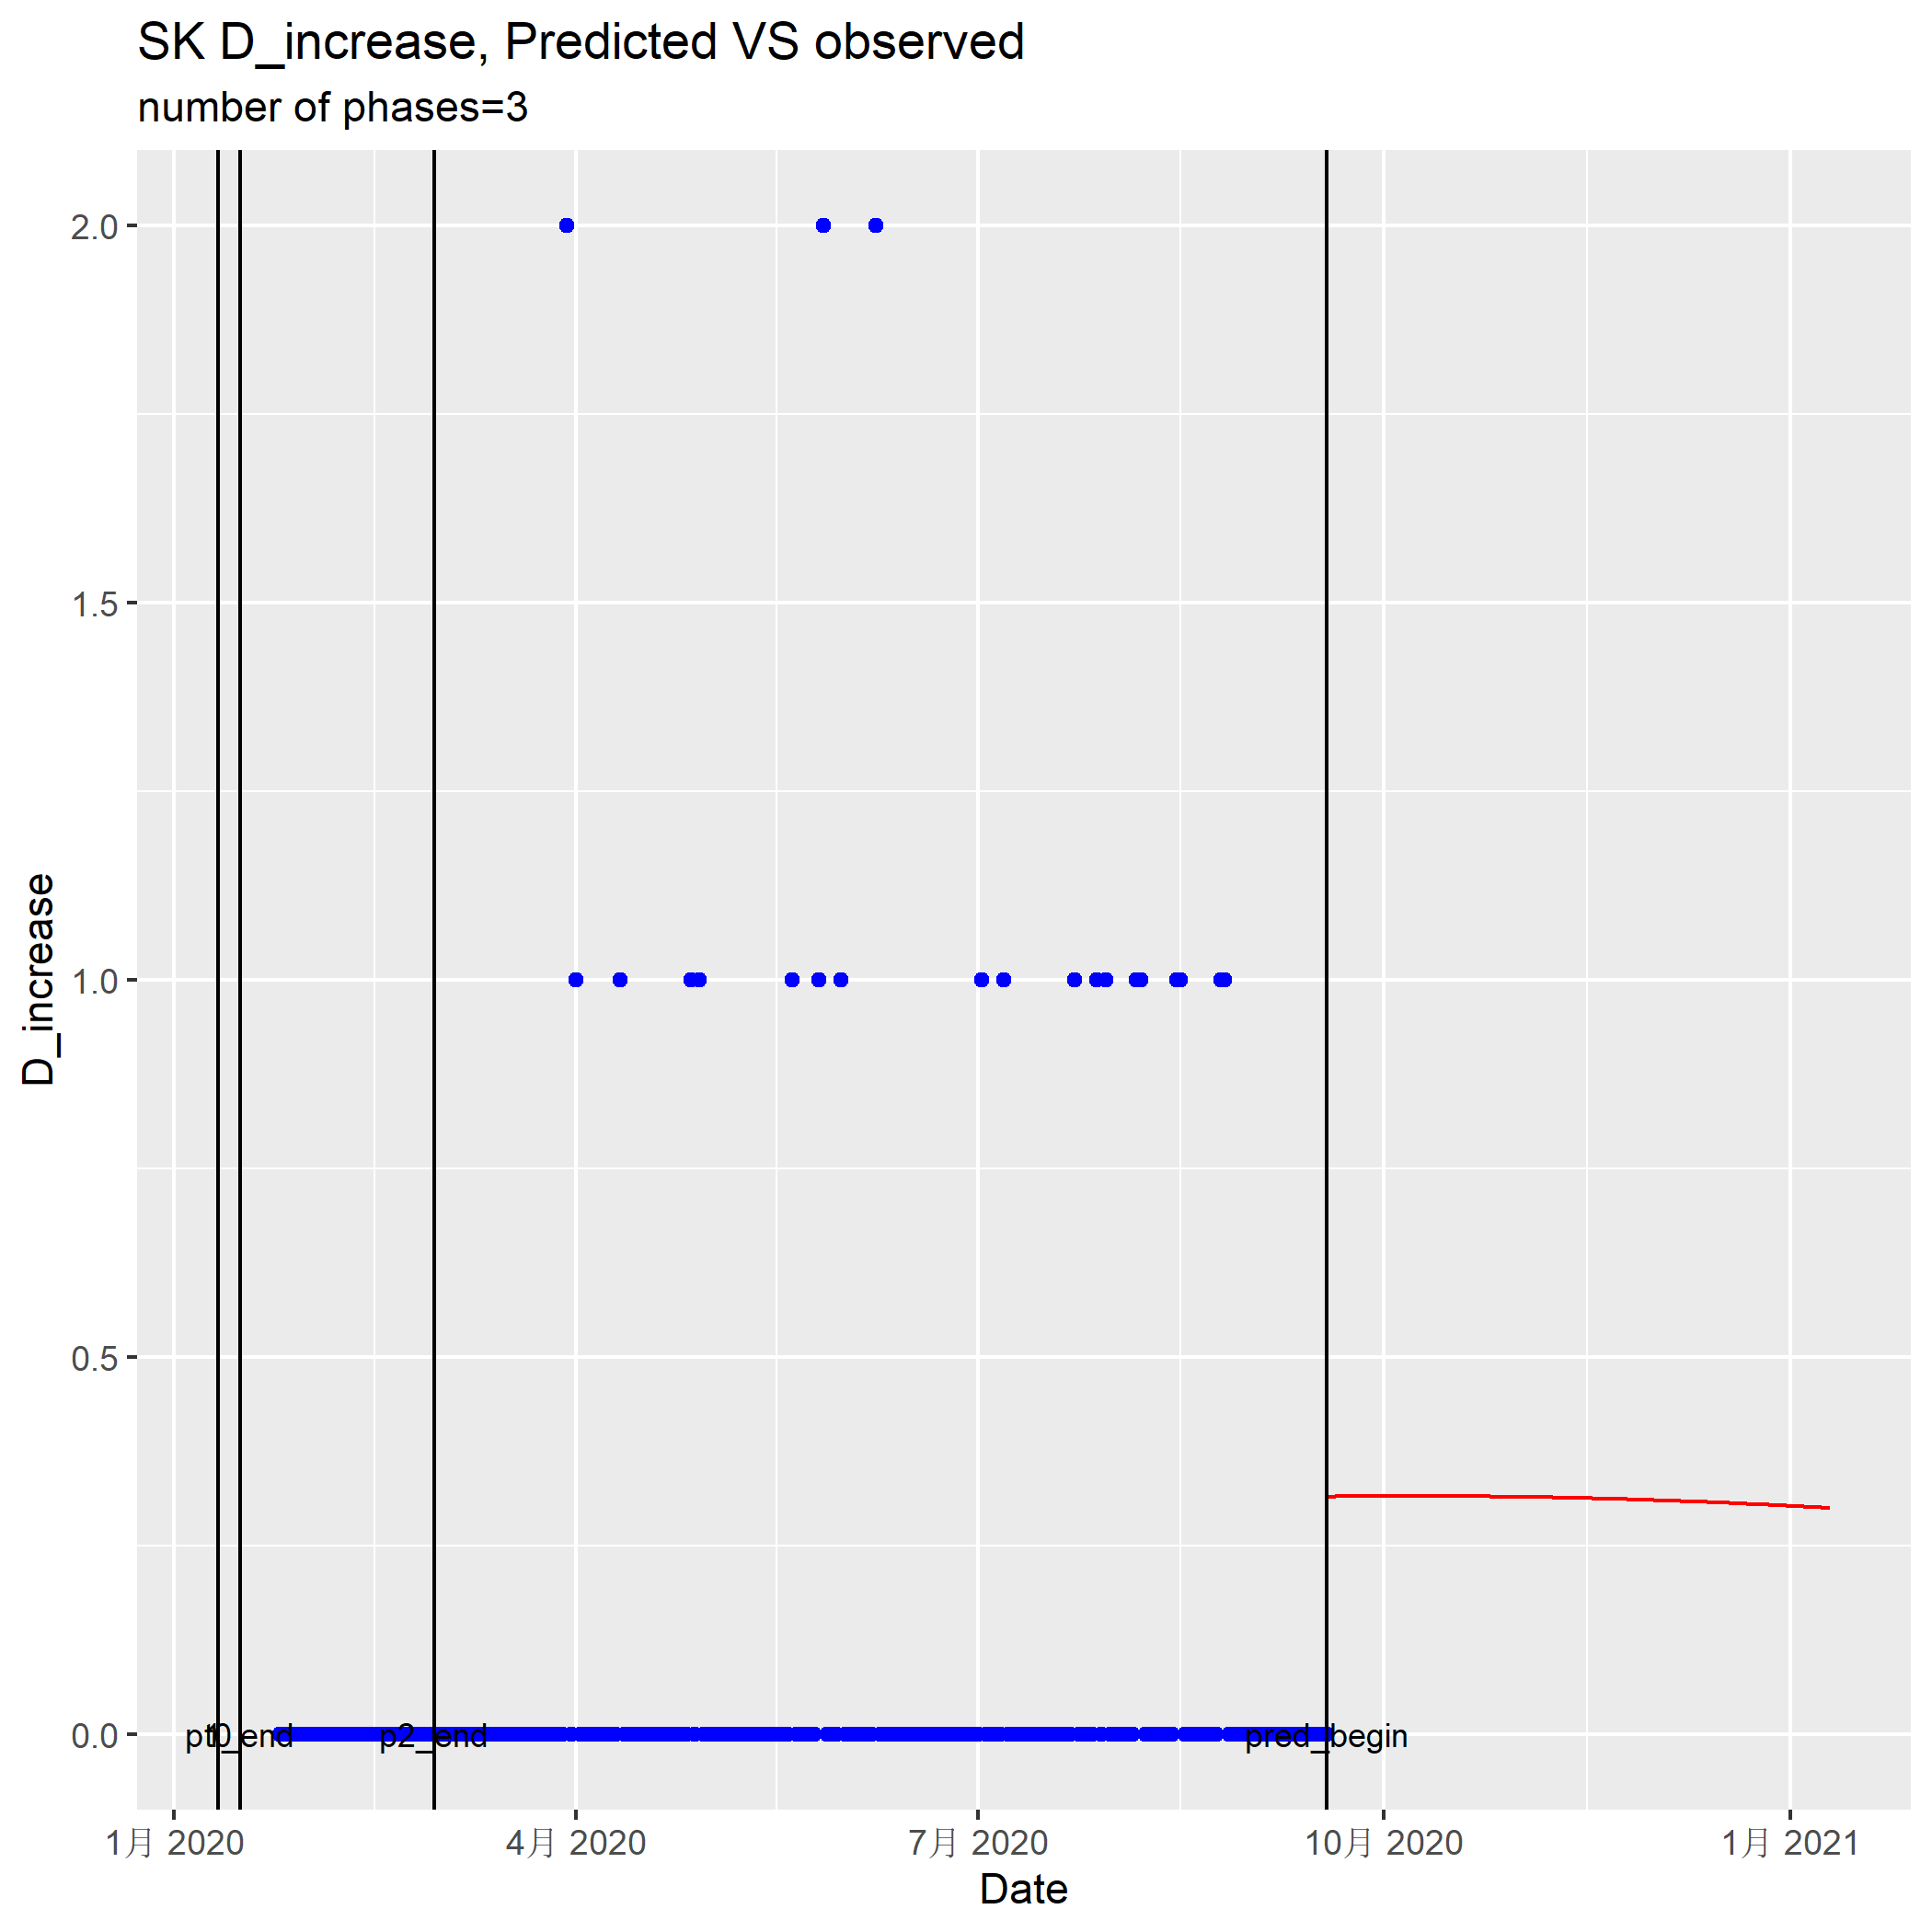 SK D_increase, Predicted VS observed
number of phases=3
D_increase
2.0
1.5
1.0
0.5
0.0
p2_end
pred_begin
1月 2020
4月 2020
7月 2020
10月 2020
1月 2021
Date